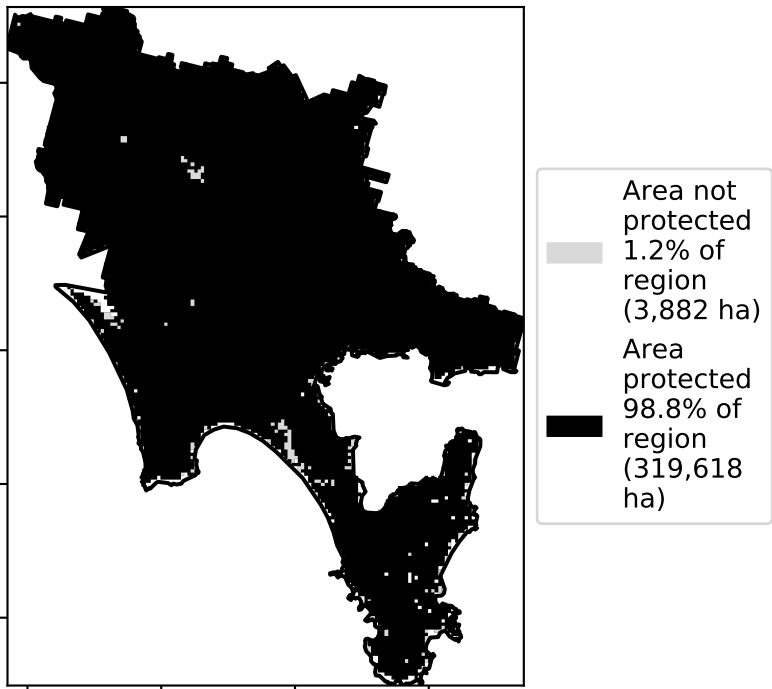 Area not
protected
1.2% of
region
(3,882 ha)
Area
protected
98.8% of
region
(319,618
ha)